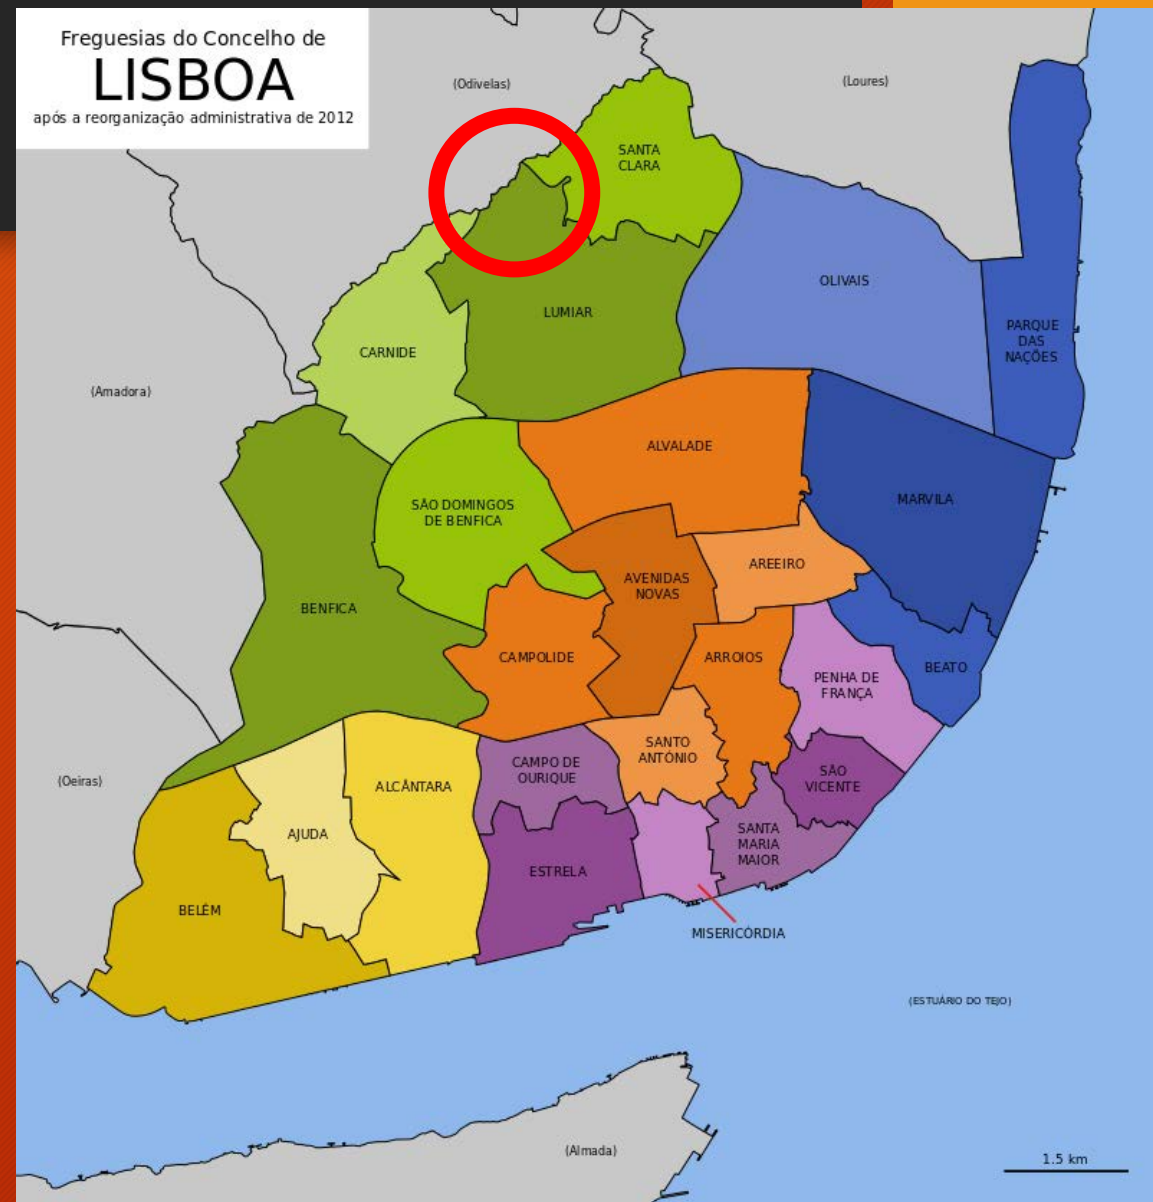 Freguesias do Concelho de
LISBOA
após a reorganização administrativa de 2012
(Odivelas)
(Loures)
SANTA
CLARA
OLIVAIS
LUMIAR
PARQUE
DAS
NAÇÕES
CARNIDE
(Amadora)
ALVALADE
MARVILA
SÃO DOMINGOS
DE BENFICA
AREEIRO
AVENIDAS
NOVAS
BENFICA
CAMPOLIDE
ARROIOS
BEATO
PENHA DE
FRANÇA
SANTO
ANTÓNIO
CAMPO DE
OURIQUE
SÃO
VICENTE
(Oeiras)
ALCÂNTARA
AJUDA
SANTA
MARIA
MAIOR
ESTRELA
BELÉM
MISERICÓRDIA
(ESTUÁRIO DO TEJO)
(Almada)
1.5 km